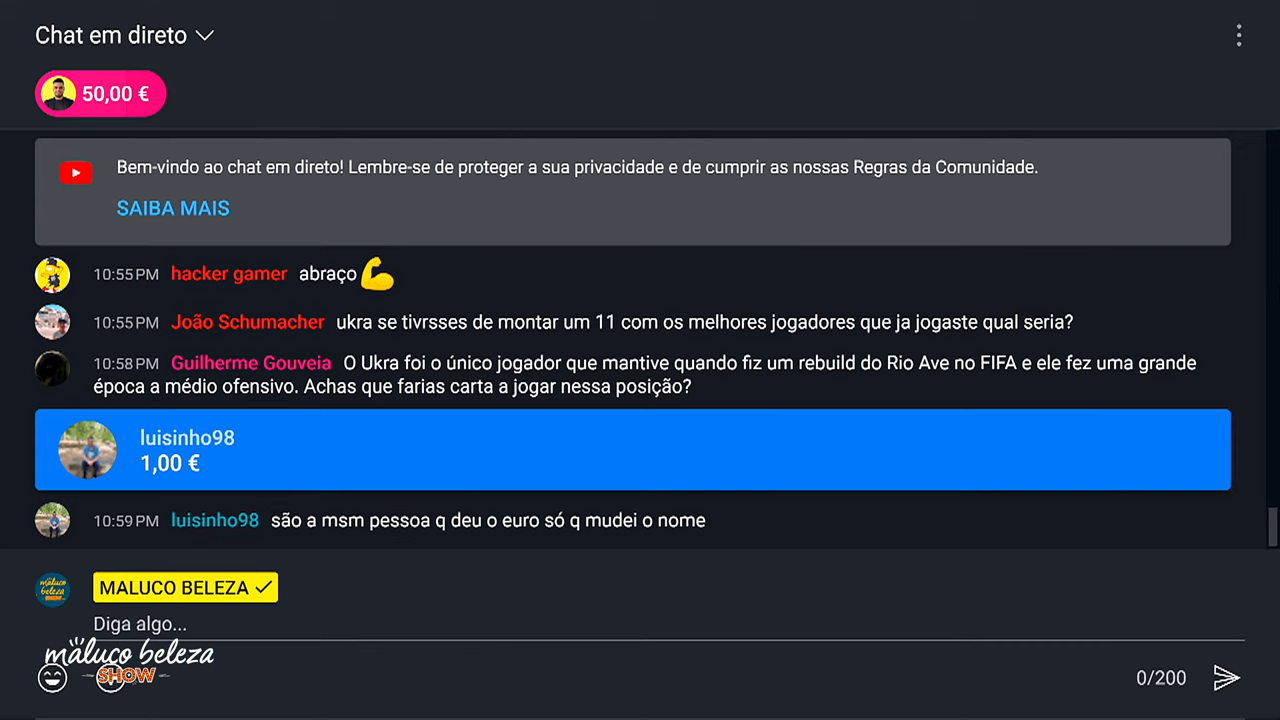 Chat em direto
50,00 €
Bem-vindo ao chat em direto! Lembre-se de proteger a sua privacidade e de cumprir as nossas Regras da Comunidade.
SAIBA MAIS
10:55 PM hacker gamer abraço
10:55 PM João Schumacher ukra se tivrsses de montar um 11 com os melhores jogadores que ja jogaste qual seria?
10:58 PM Guilherme Gouveia O Ukra foi o único jogador que mantive quando fiz um rebuild do Rio Ave no FIFA e ele fez uma grande
época a médio ofensivo. Achas que farias carta a jogar nessa posição?
luisinho98
1,00 €
10:59 PM luisinho98 são a msm pessoa q deu o euro só q mudei o nome
maluco beleza SHOW
MALUCO BELEZA
Diga algo...
maluco beleza
SHOW
0/200